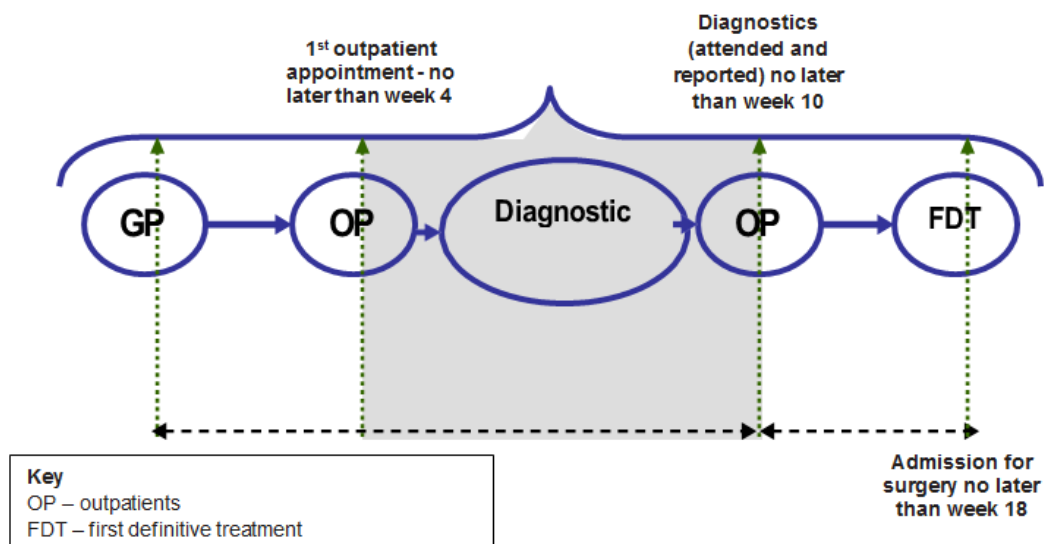 1st outpatient
appointment - no
later than week 4
Diagnostics
(attended and
reported) no later
than week 10
GP
OP
Diagnostic
OP
FDT
Admission for
surgery no later
than week 18
Key
OP – outpatients
FDT – first definitive treatment